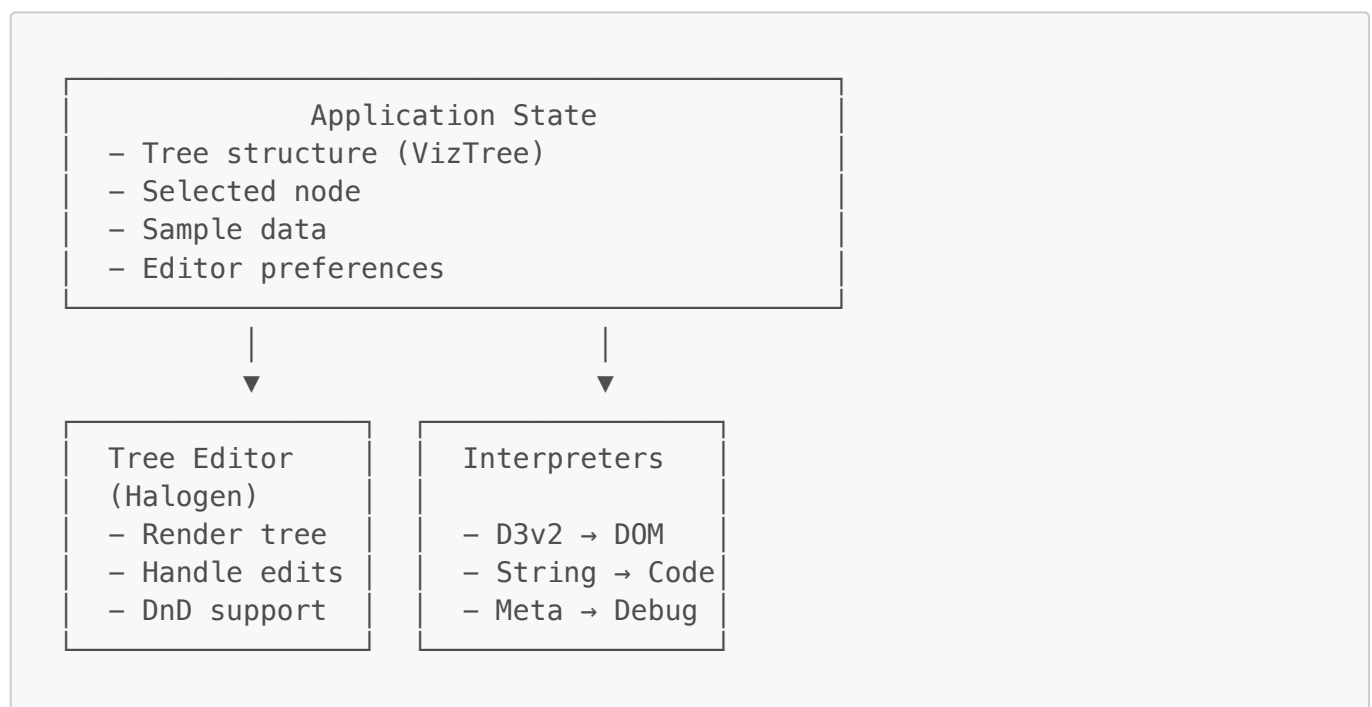 Application State
– Tree structure (VizTree)
– Selected node
– Sample data
– Editor preferences
Tree Editor
(Halogen)
– Render tree
– Handle edits
– DnD support
Interpreters
– D3v2 → DOM
– String → Code
– Meta → Debug